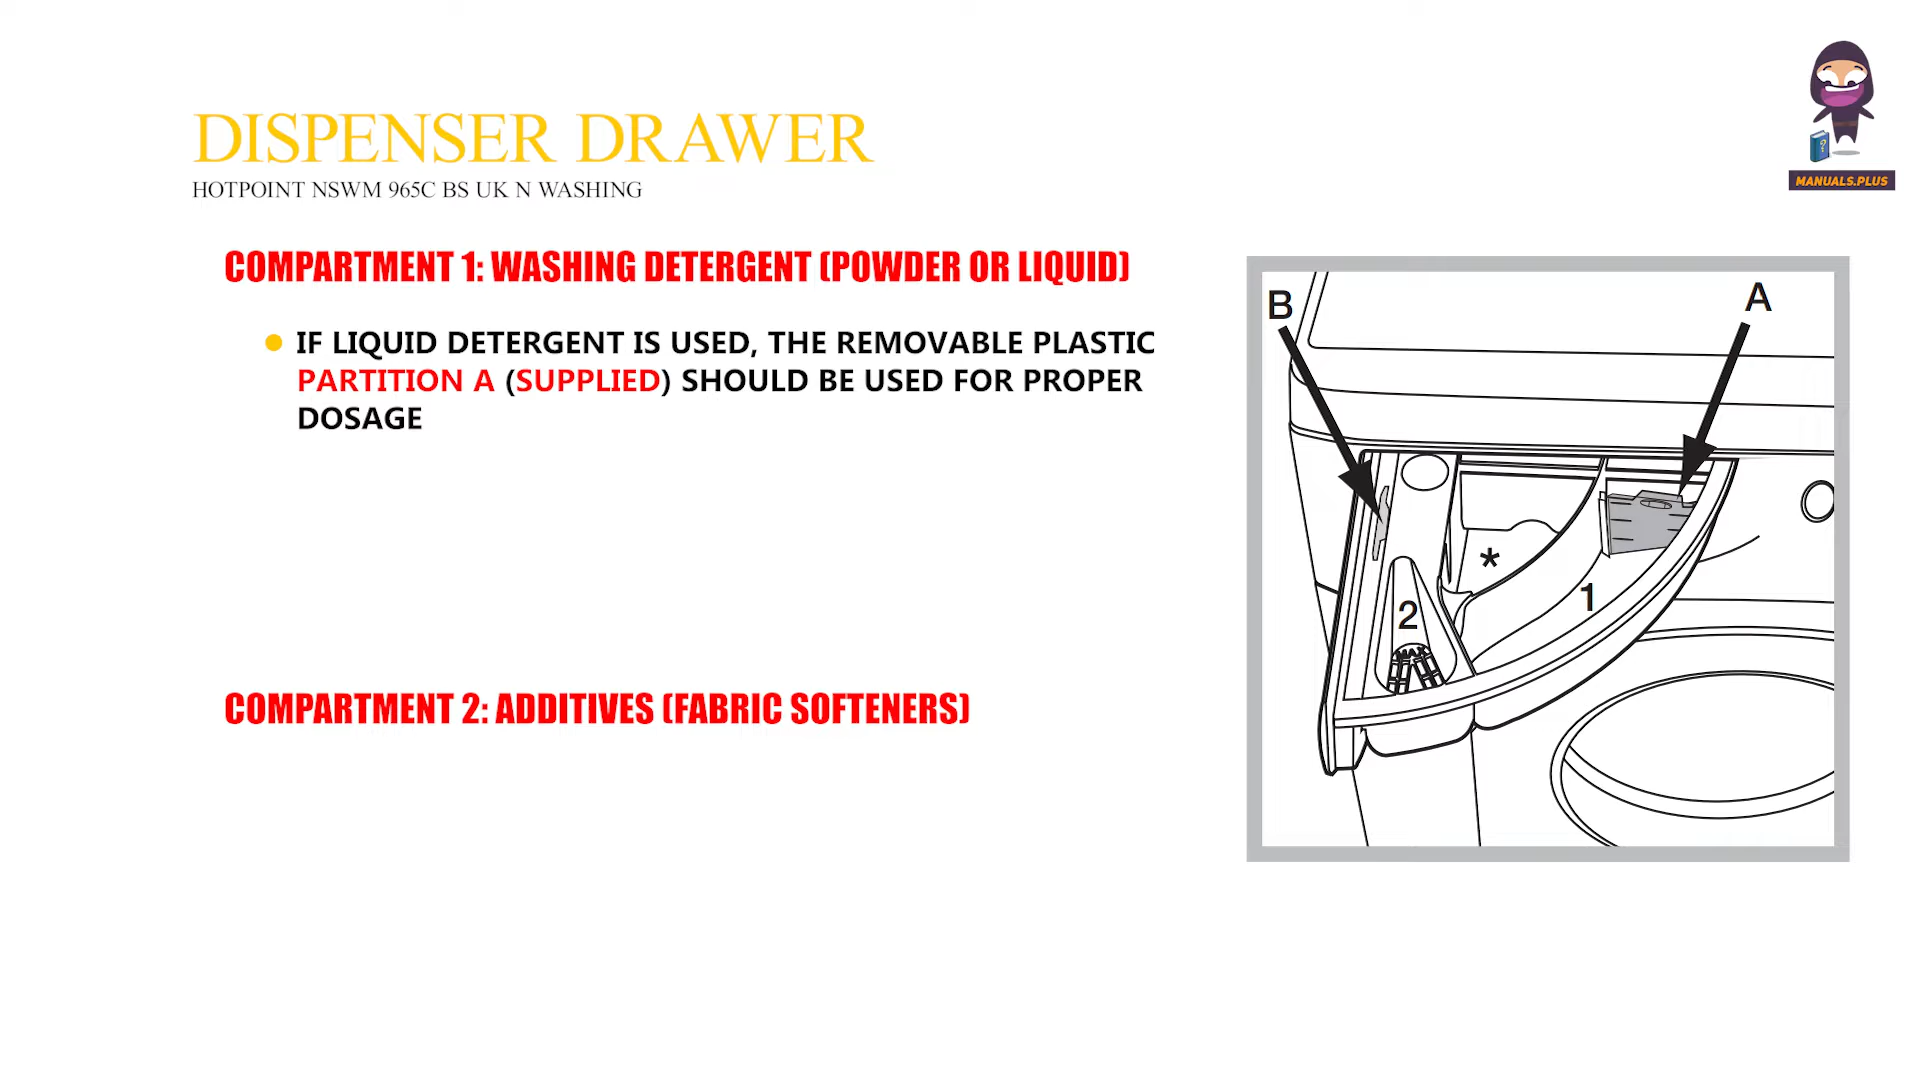 DISPENSER DRAWER
HOTPOINT NSWM 965C BS UK N WASHING
MANUALS.PLUS
COMPARTMENT 1: WASHING DETERGENT (POWDER OR LIQUID)
IF LIQUID DETERGENT IS USED, THE REMOVABLE PLASTIC
PARTITION A (SUPPLIED) SHOULD BE USED FOR PROPER
DOSAGE
COMPARTMENT 2: ADDITIVES (FABRIC SOFTENERS)
B
A
*
1
2
MAX
?